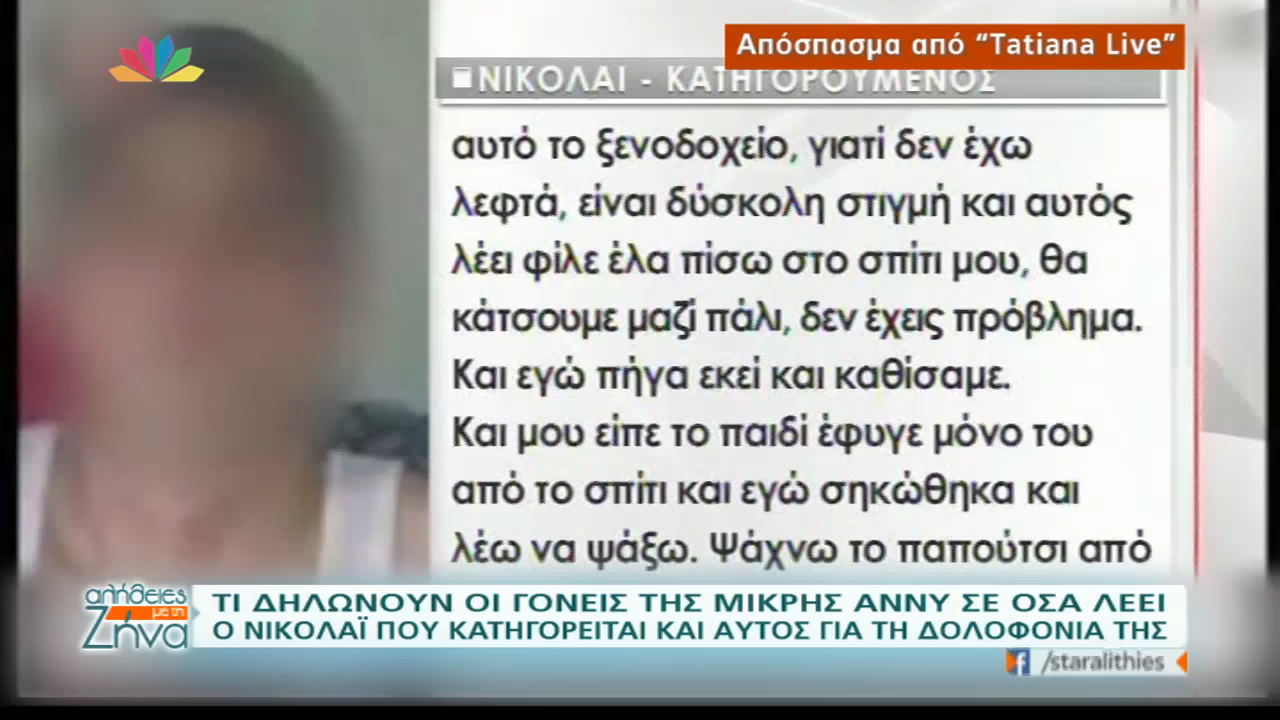 Απόσπασμα από “Tatiana Live”
ΝΙΚΟΛΑΙ - ΚΑΤΗΓΟΡΟΥΜΕΝΟΣ
αυτό το ξενοδοχείο, γιατί δεν έχω
λεφτά, είναι δύσκολη στιγμή και αυτός
λέει φίλε έλα πίσω στο σπίτι μου, θα
κάτσουμε μαζί πάλι, δεν έχεις πρόβλημα.
Και εγώ πήγα εκεί και καθίσαμε.
Και μου είπε το παιδί έφυγε μόνο του
από το σπίτι και εγώ σηκώθηκα και
λέω να ψάξω. Ψάχνω το παπούτσι από
αλήθειες
με τη
Ζήνα
ΤΙ ΔΗΛΩΝΟΥΝ ΟΙ ΓΟΝΕΙΣ ΤΗΣ ΜΙΚΡΗΣ ΑΝΝΥ ΣΕ ΟΣΑ ΛΕΕΙ
Ο ΝΙΚΟΛΑΪ ΠΟΥ ΚΑΤΗΓΟΡΕΙΤΑΙ ΚΑΙ ΑΥΤΟΣ ΓΙΑ ΤΗ ΔΟΛΟΦΟΝΙΑ ΤΗΣ
f /staralithies